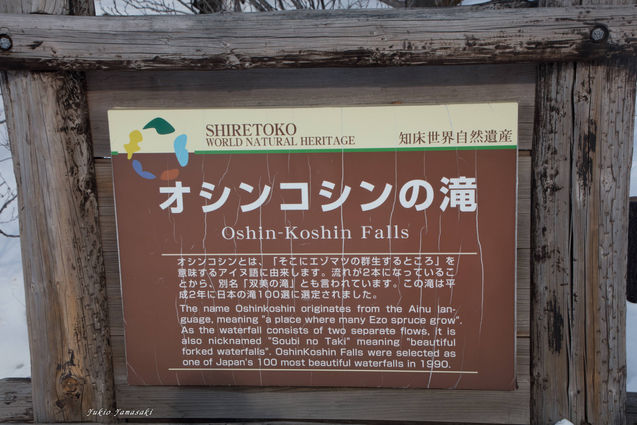 SHIRETOKO
WORLD NATURAL HERITAGE
知床世界自然遺産
オシンコシンの滝
Oshin-Koshin Falls
オシンコシンとは、「そこにエゾマツの群生するところ」を
意味するアイヌ語に由来します。流れが2本になっているこ
とから、別名「双美の滝」とも言われています。この滝は平
成2年に日本の滝100選に選定されました。
The name Oshinkoshin originates from the Ainu lan-
guage, meaning "a place where many Ezo spruce grow".
As the waterfall consists of two separate flows, it is
also nicknamed "Soubi no Taki" meaning "beautiful
forked waterfalls". OshinKoshin Falls were selected as
one of Japan's 100 most beautiful waterfalls in 1990.
Yukio Yamasaki